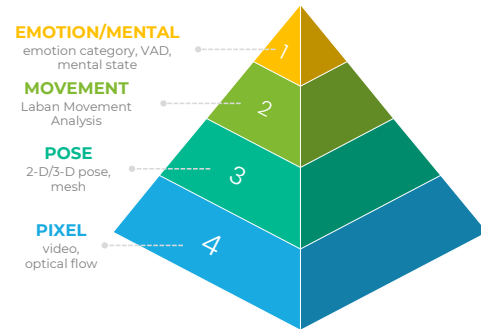 EMOTION/MENTAL
emotion category, VAD,
mental state
1
MOVEMENT
Laban Movement
Analysis
2
POSE
2-D/3-D pose,
mesh
3
PIXEL
video,
optical flow
4